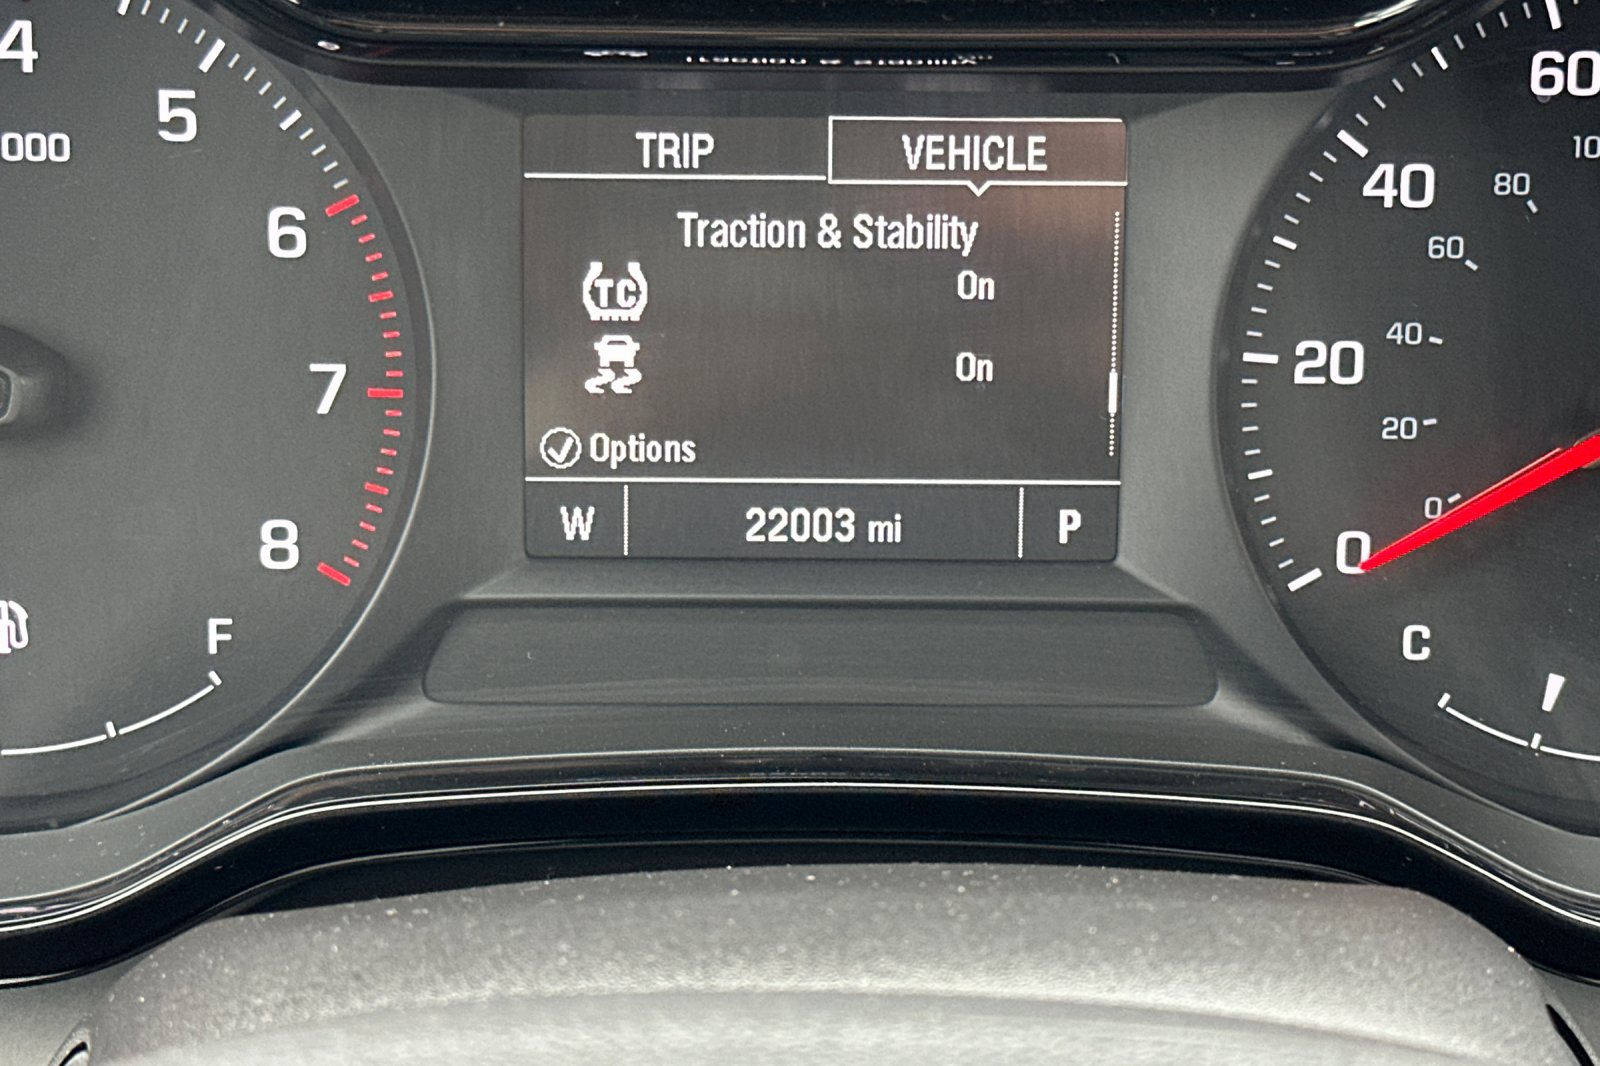 4
5
000
6
7
8
F
TRIP VEHICLE
Traction & Stability
TC On
On
Options
W 22003 mi P
60
40
80
60
20
40
20
0
0
C